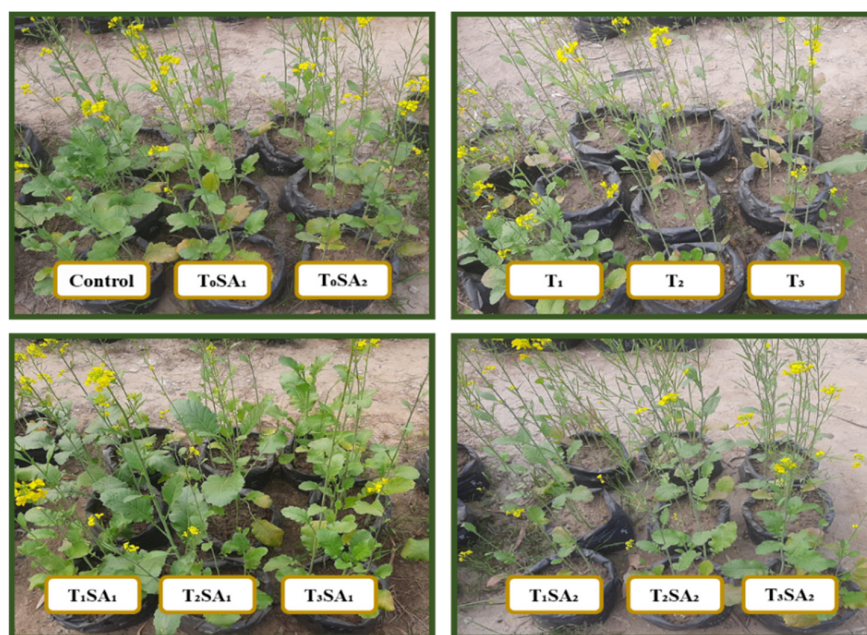 Control
T₀SA₁
T₀SA₂
T₁
T₂
T₃
T₁SA₁
T₂SA₁
T₃SA₁
T₁SA₂
T₂SA₂
T₃SA₂